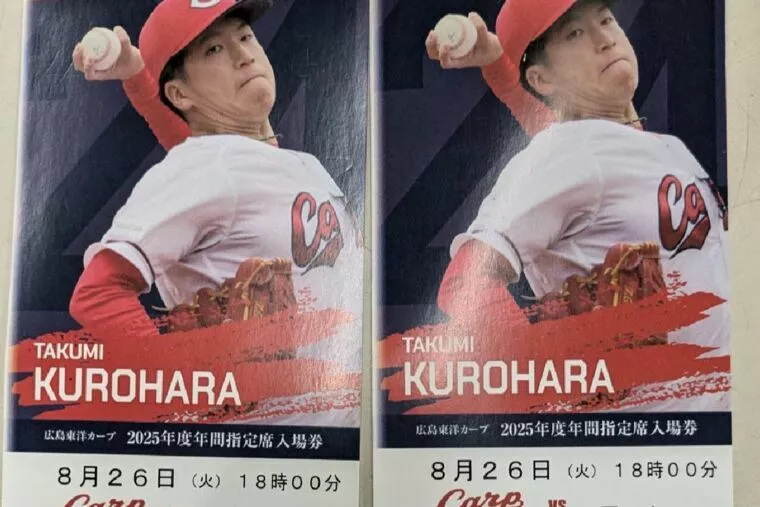 TAKUMI
KUROHARA
広島東洋カープ 2025年度年間指定席入場券
8月26日（火）18時00分
Carp
TAKUMI
KUROHARA
広島東洋カープ 2025年度年間指定席入場券
8月26日（火）18時00分
Carp vs